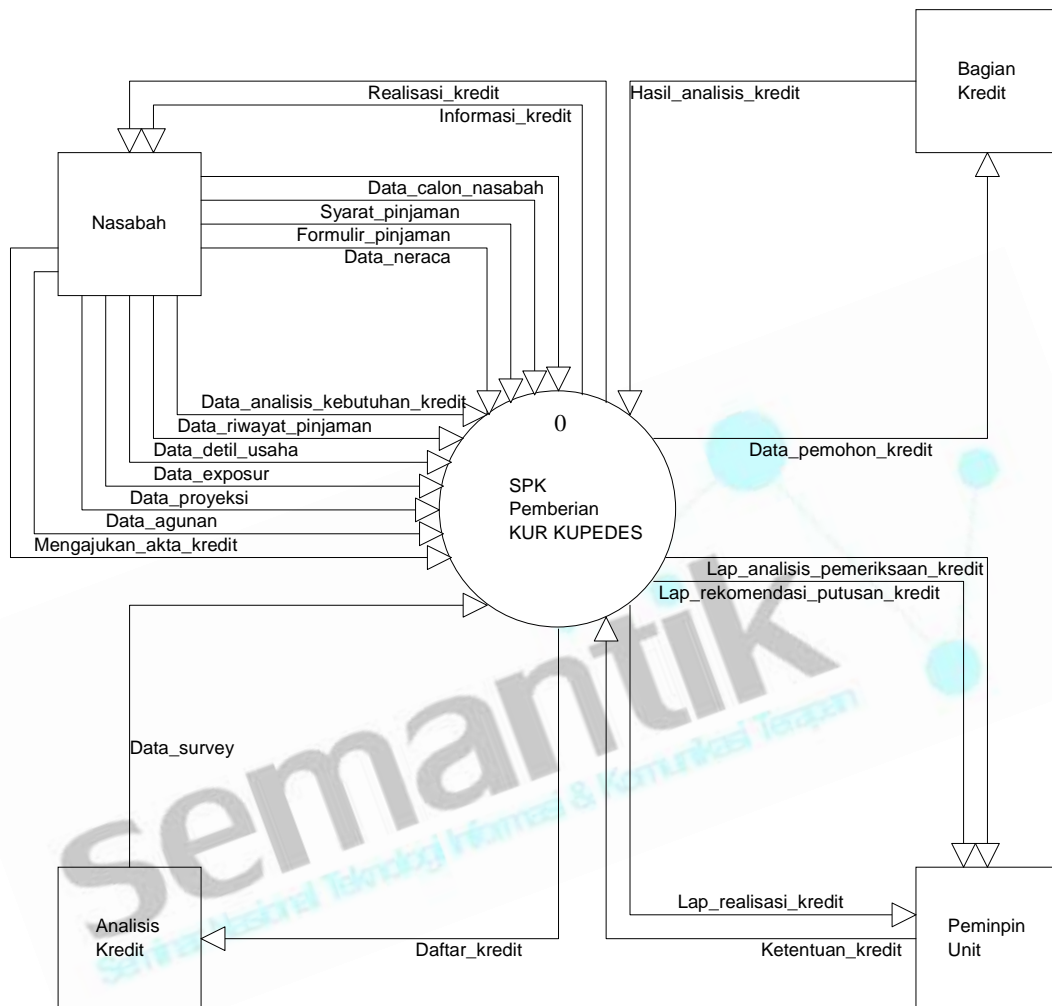 Bagian
Kredit
Realisasi_kredit
Hasil_analisis_kredit
Informasi_kredit
Nasabah
Data_calon_nasabah
Syarat_pinjaman
Formulir_pinjaman
Data_neraca
Data_analisis_kebutuhan_kredit
Data_riwayat_pinjaman
Data_detil_usaha
Data_exposur
Data_proyeksi
Data_agunan
Mengajukan_akta_kredit
0
SPK
Pemberian
KUR KUPEDES
Data_pemohon_kredit
Lap_analisis_pemeriksaan_kredit
Lap_rekomendasi_putusan_kredit
Data_survey
semantik
Seminar Nasional Teknologi Informasi & Komunikasi Terapan
Analisis
Kredit
Daftar_kredit
Lap_realisasi_kredit
Ketentuan_kredit
Peminpin
Unit